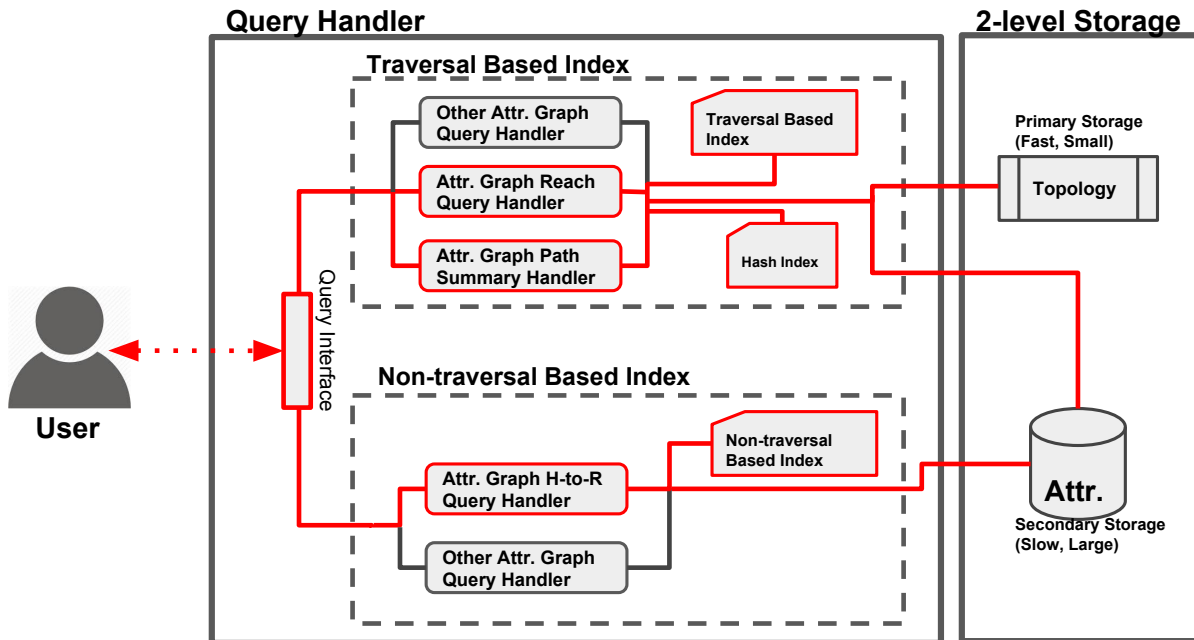 Query Handler
2-level Storage
Traversal Based Index
Other Attr. Graph
Query Handler
Attr. Graph Reach
Query Handler
Attr. Graph Path
Summary Handler
Traversal Based
Index
Hash Index
Primary Storage
(Fast, Small)
Topology
Query Interface
User
Non-traversal Based Index
Attr. Graph H-to-R
Query Handler
Other Attr. Graph
Query Handler
Non-traversal
Based Index
Attr.
Secondary Storage
(Slow, Large)